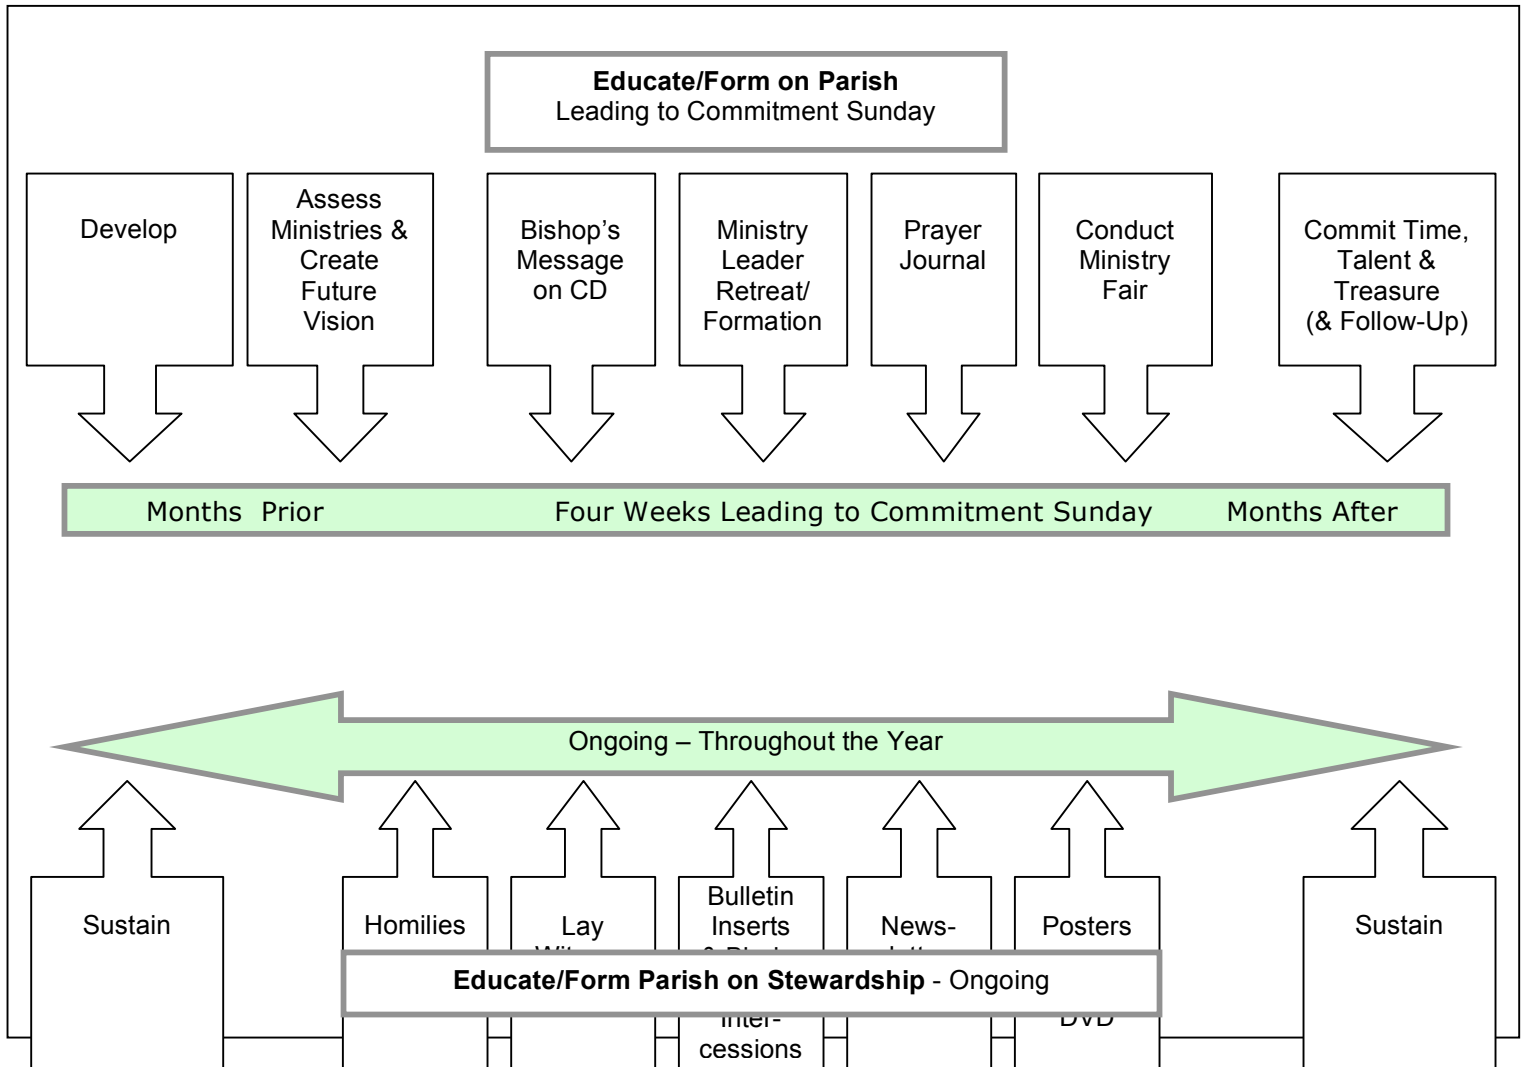 Educate/Form on Parish
Leading to Commitment Sunday
Develop
Assess
Ministries &
Create
Future
Vision
Bishop’s
Message
on CD
Ministry
Leader
Retreat/
Formation
Prayer
Journal
Conduct
Ministry
Fair
Commit Time,
Talent &
Treasure
(& Follow-Up)
Months Prior
Four Weeks Leading to Commitment Sunday
Months After
Ongoing – Throughout the Year
Sustain
Homilies
Lay
Bulletin
Inserts
Inter-
cessions
News-
Posters
DVD
Sustain
Educate/Form Parish on Stewardship - Ongoing